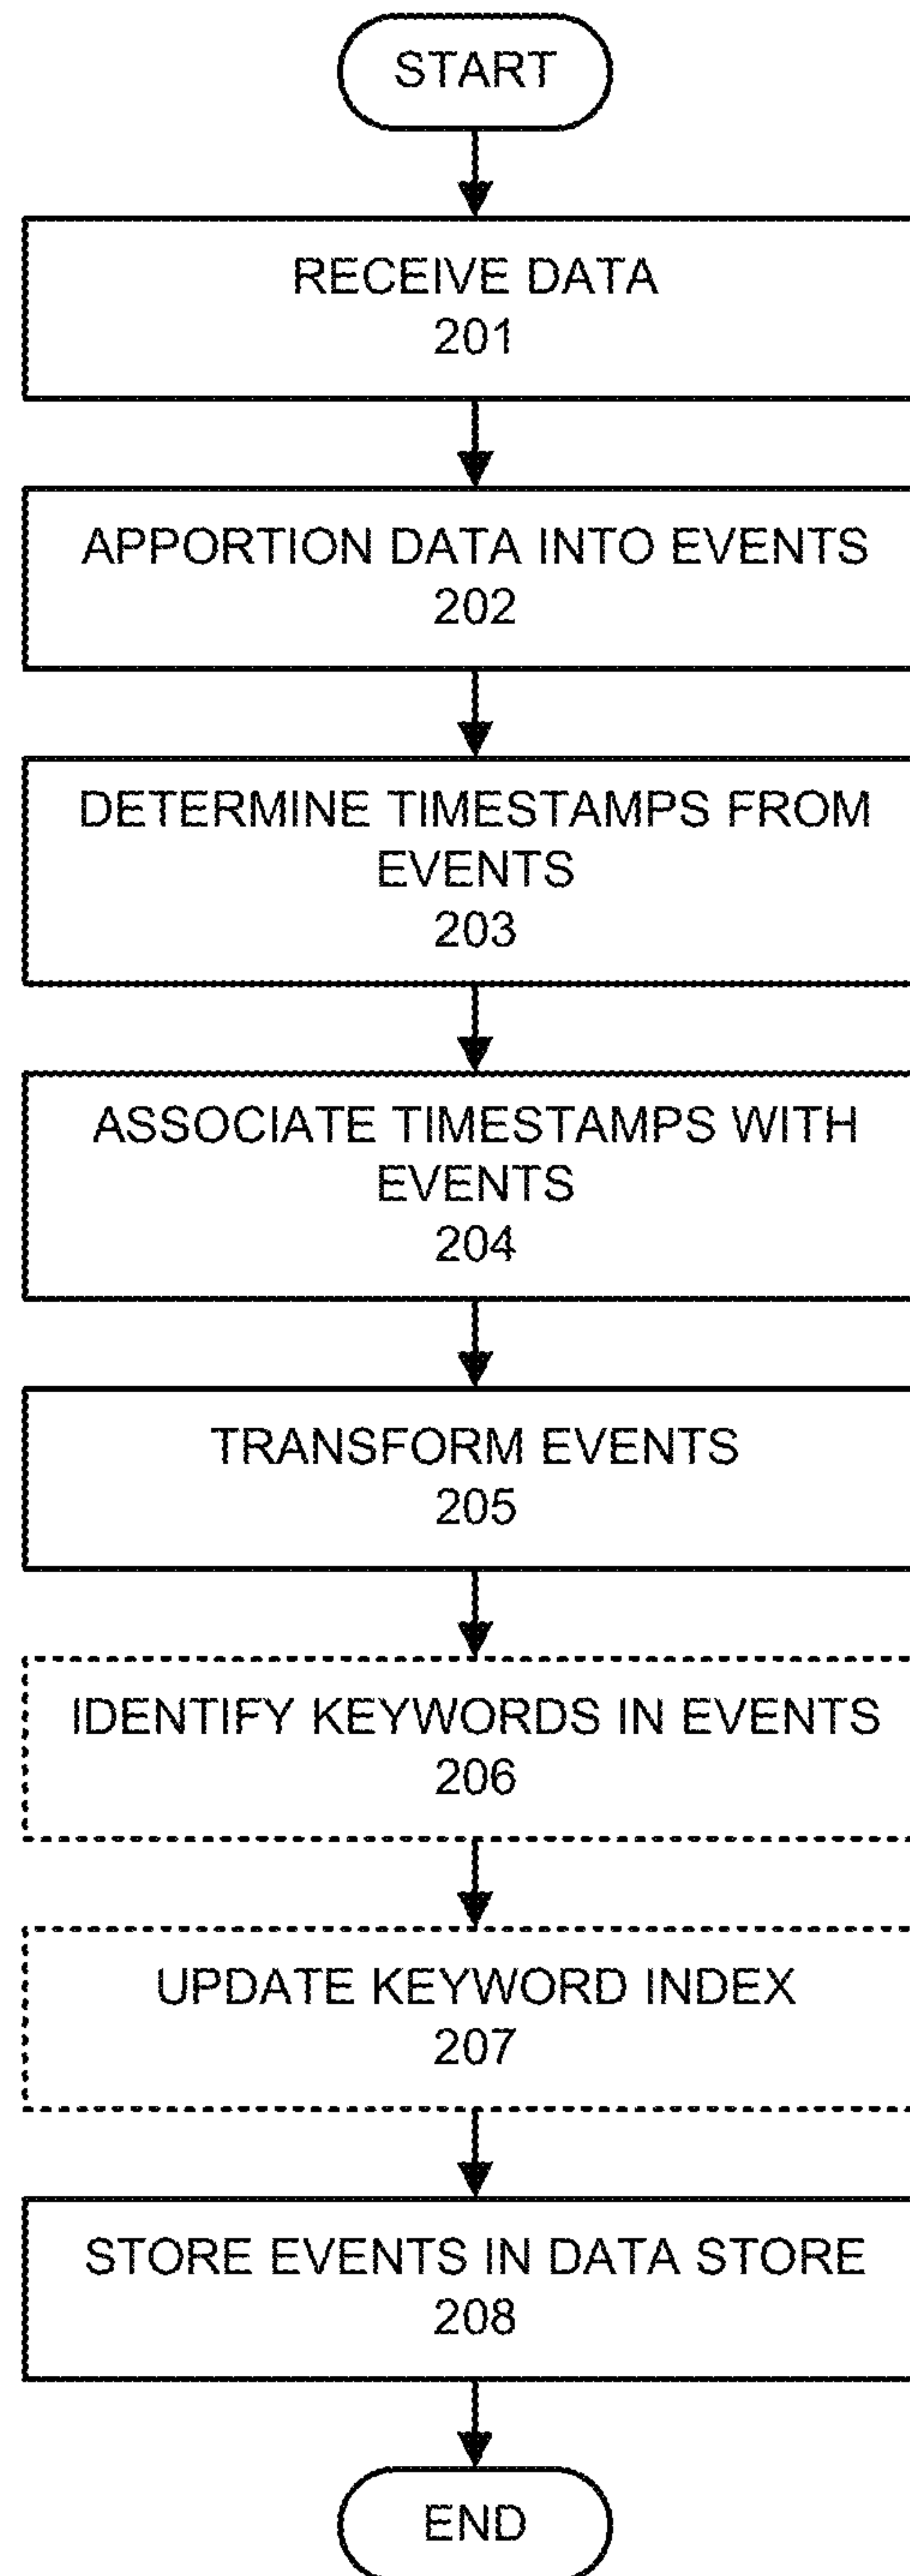 START
RECEIVE DATA
201
APPORTION DATA INTO EVENTS
202
DETERMINE TIMESTAMPS FROM
EVENTS
203
ASSOCIATE TIMESTAMPS WITH
EVENTS
204
TRANSFORM EVENTS
205
IDENTIFY KEYWORDS IN EVENTS
206
UPDATE KEYWORD INDEX
207
STORE EVENTS IN DATA STORE
208
END